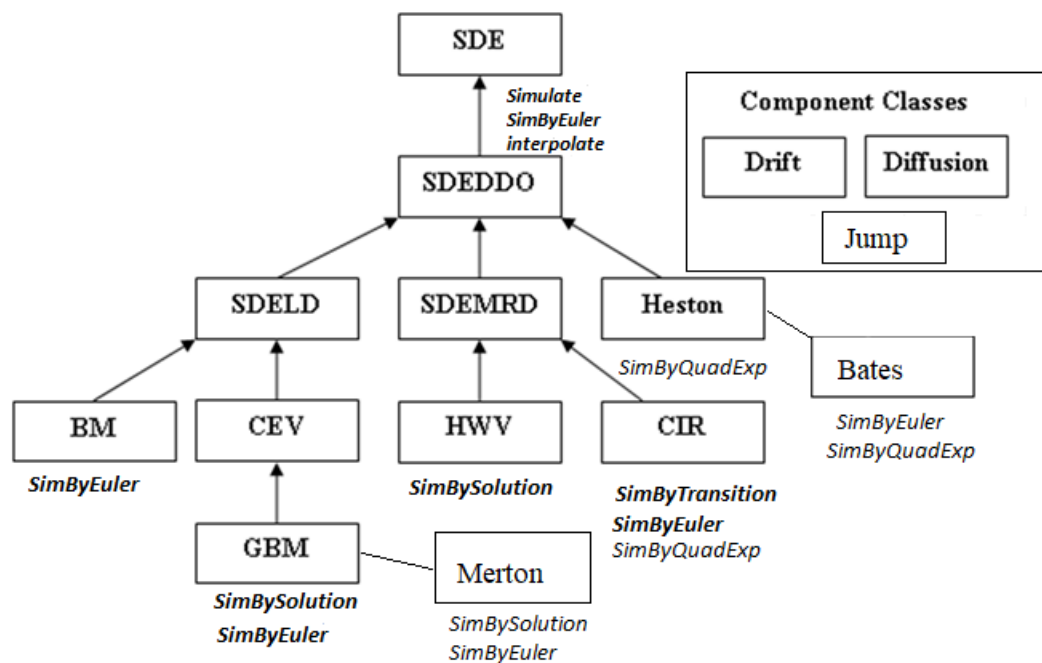 SDE
Simulate
SimByEuler
interpolate
Component Classes
Drift
Diffusion
Jump
SDEDDO
SDELD
SDEMRD
Heston
SimByQuadExp
Bates
SimByEuler
SimByQuadExp
BM
SimByEuler
CEV
HWV
SimBySolution
CIR
SimByTransition
SimByEuler
SimByQuadExp
GBM
SimBySolution
SimByEuler
Merton
SimBySolution
SimByEuler